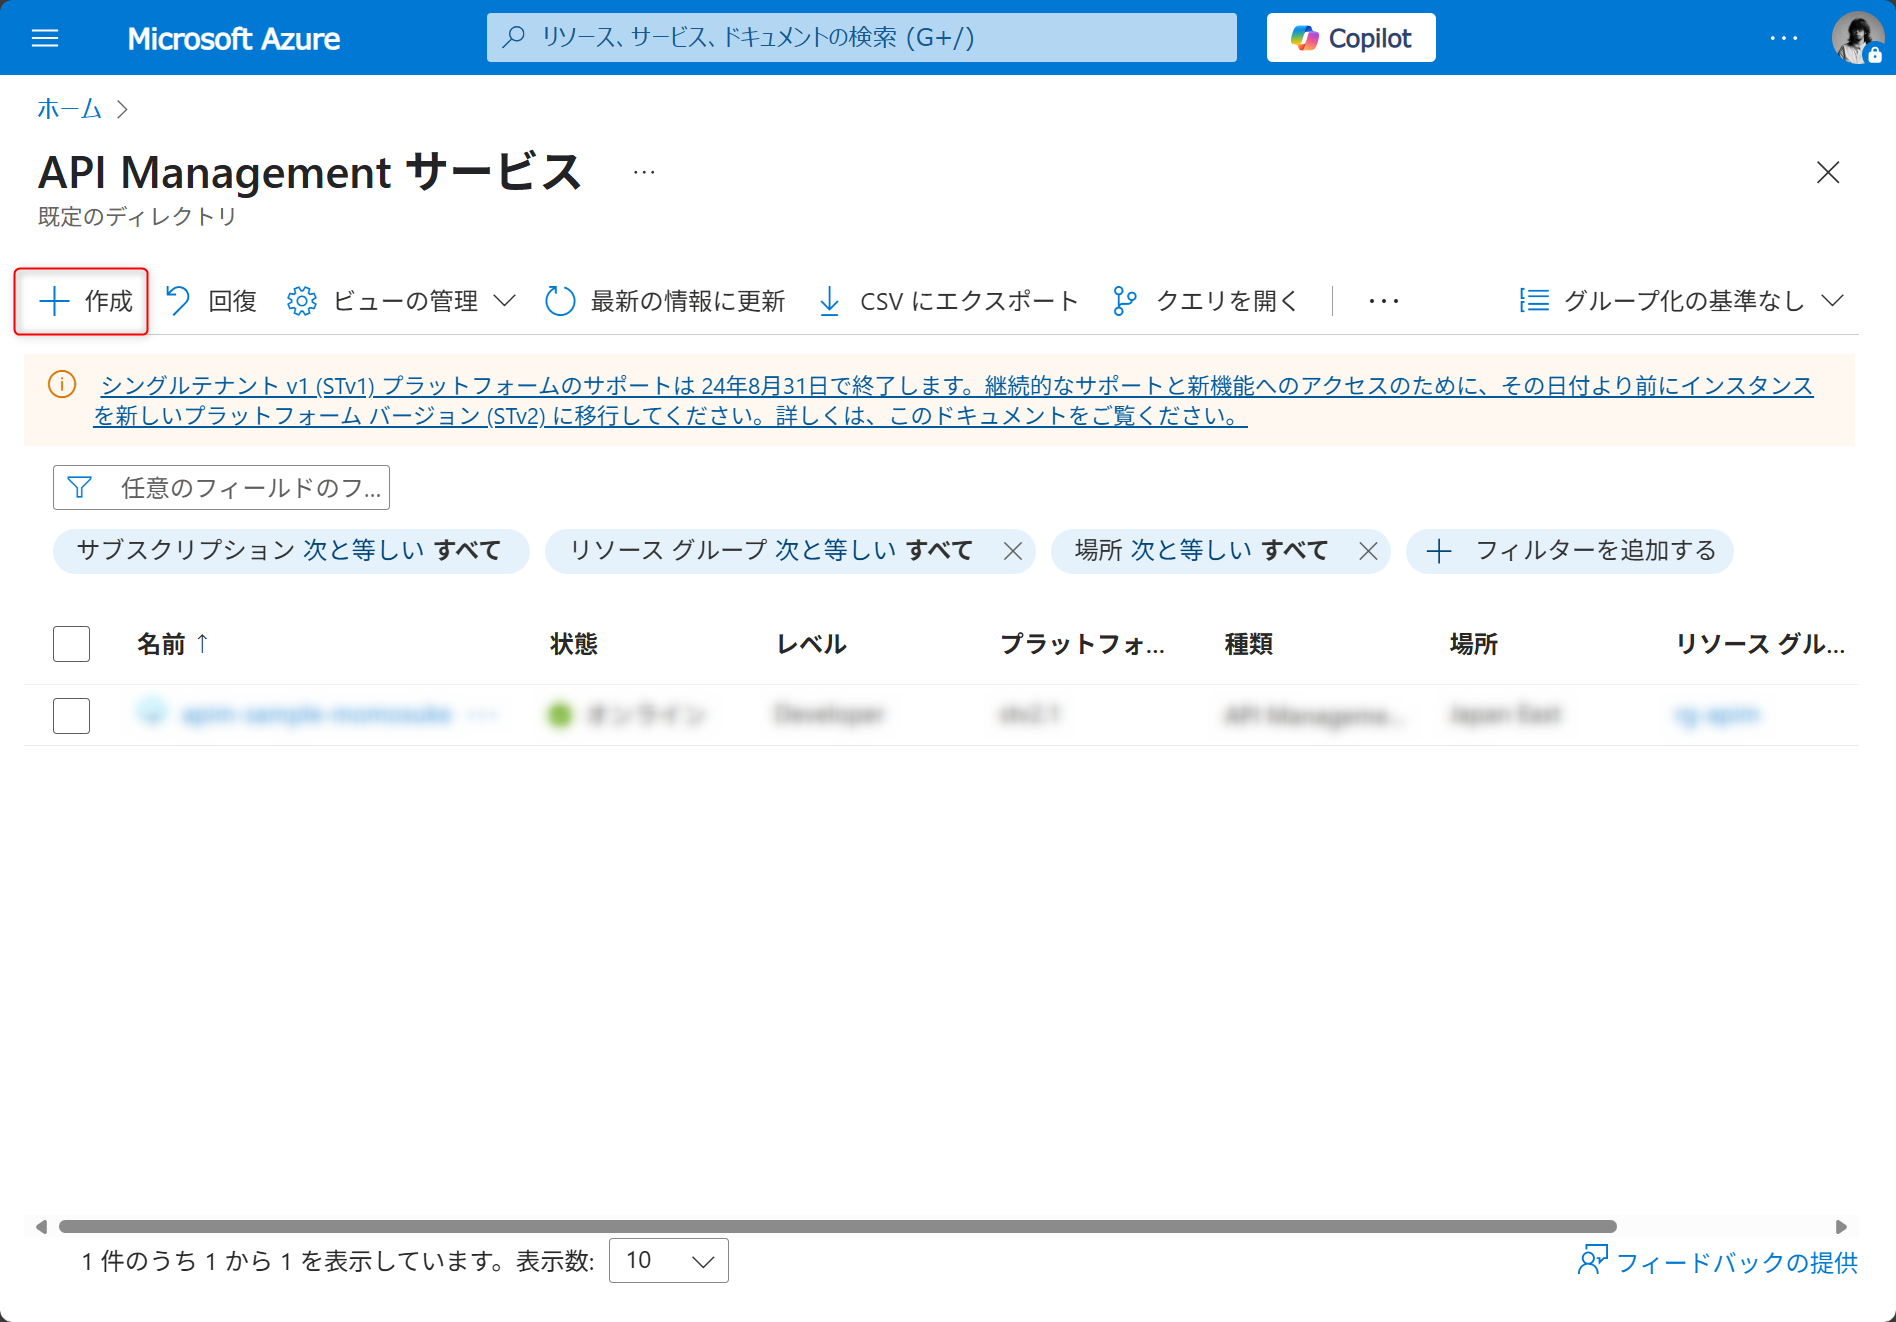 Microsoft Azure
リソース、サービス、ドキュメントの検索 (G+/)
Copilot
ホーム
API Management サービス
既定のディレクトリ
作成
回復
ビューの管理
最新の情報に更新
CSV にエクスポート
クエリを開く
グループ化の基準なし
シングルテナント v1 (STv1) プラットフォームのサポートは 24年8月31日で終了します。継続的なサポートと新機能へのアクセスのために、その日付より前にインスタンス
を新しいプラットフォーム バージョン (STv2) に移行してください。詳しくは、このドキュメントをご覧ください。
任意のフィールドのフ...
サブスクリプション 次と等しい すべて
リソース グループ 次と等しい すべて
場所 次と等しい すべて
フィルターを追加する
名前 ↑
状態
レベル
プラットフォ...
種類
場所
リソース グル...
オンライン
Developer
API Manageme...
Japan East
1 件のうち 1 から 1 を表示しています。表示数:
10
フィードバックの提供